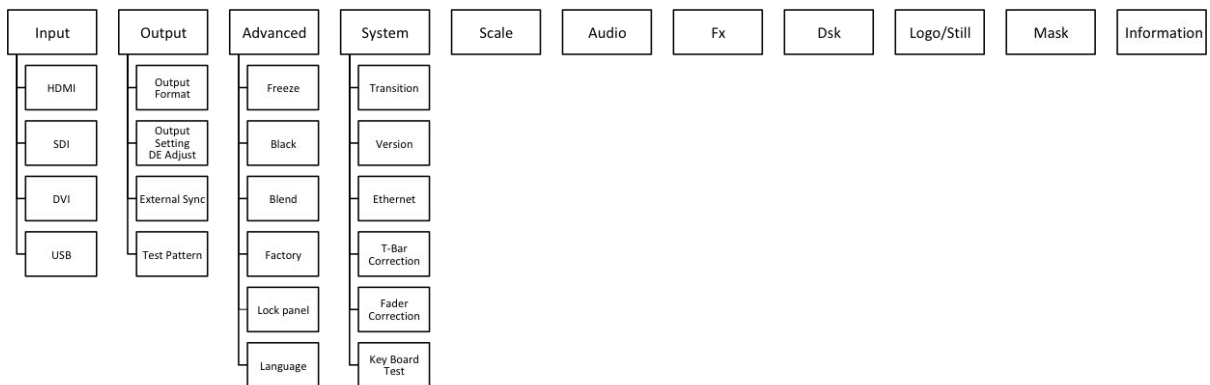 Input
Output
Advanced
System
Scale
Audio
Fx
Dsk
Logo/Still
Mask
Information
HDMI
SDI
DVI
USB
Output
Format
Output
Setting
DE Adjust
External Sync
Test Pattern
Freeze
Black
Blend
Factory
Lock panel
Language
Transition
Version
Ethernet
T-Bar
Correction
Fader
Correction
Key Board
Test